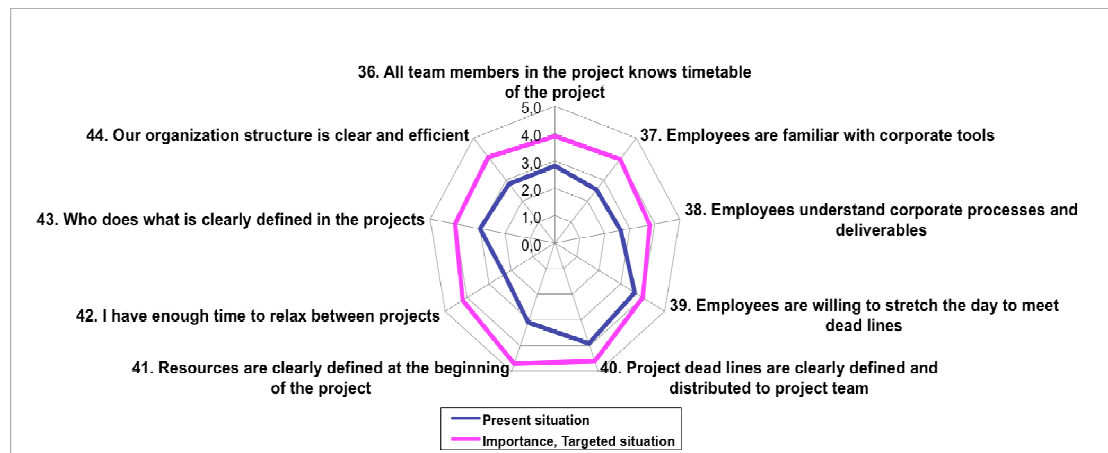 36. All team members in the project knows timetable
of the project
5,0
4,0
3,0
2,0
1,0
0,0
37. Employees are familiar with corporate tools
38. Employees understand corporate processes and
deliverables
39. Employees are willing to stretch the day to meet
dead lines
40. Project dead lines are clearly defined and
distributed to project team
41. Resources are clearly defined at the beginning
of the project
42. I have enough time to relax between projects
43. Who does what is clearly defined in the projects
44. Our organization structure is clear and efficient
Present situation
Importance, Targeted situation